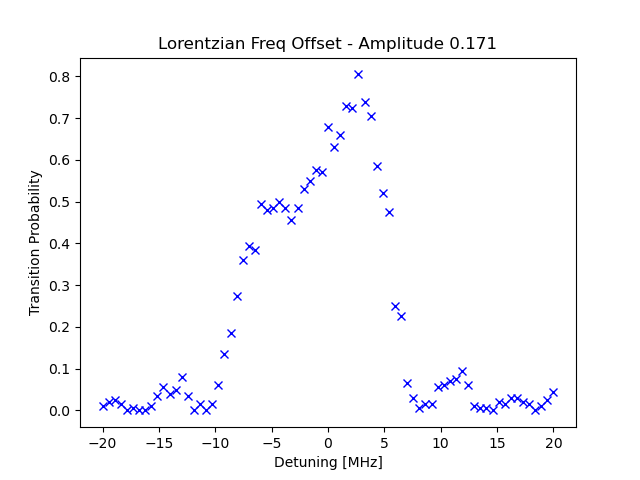 Lorentzian Freq Offset - Amplitude 0.171
Transition Probability
0.8
0.7
0.6
0.5
0.4
0.3
0.2
0.1
0.0
−20 −15 −10 −5 0 5 10 15 20
Detuning [MHz]